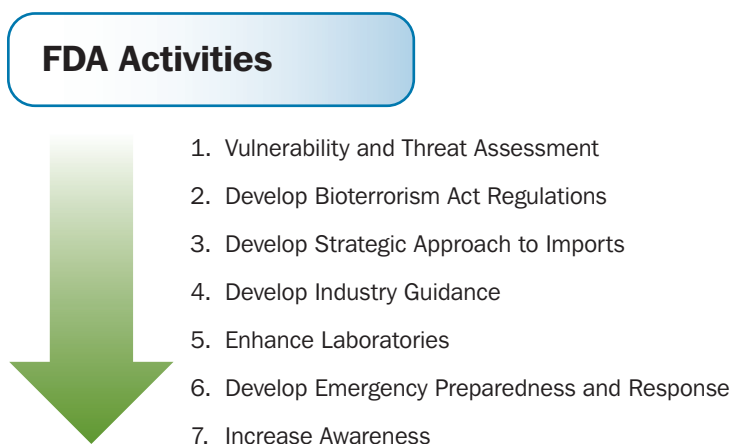 FDA Activities
1. Vulnerability and Threat Assessment
2. Develop Bioterrorism Act Regulations
3. Develop Strategic Approach to Imports
4. Develop Industry Guidance
5. Enhance Laboratories
6. Develop Emergency Preparedness and Response
7. Increase Awareness